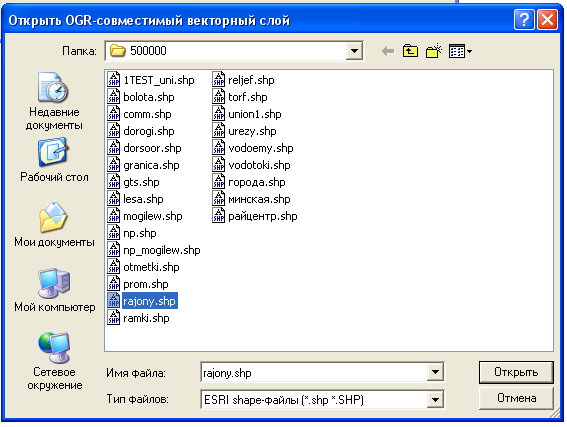 Открыть OGR-совместимый векторный слой
Папка:
500000
Недавние
документы
Рабочий стол
Мои документы
Мой компьютер
Сетевое
окружение
1TEST_uni.shp
bolota.shp
comm.shp
dorogi.shp
dorsoor.shp
granica.shp
gts.shp
lesa.shp
mogilew.shp
np.shp
np_mogilew.shp
otmetki.shp
prom.shp
rajony.shp
ramki.shp
reljef.shp
torf.shp
union1.shp
urezy.shp
vodoemy.shp
vodotoki.shp
города.shp
минская.shp
райцентр.shp
Имя файла:
rajony.shp
Открыть
Тип файлов:
ESRI shape-файлы (*.shp *.SHP)
Отмена